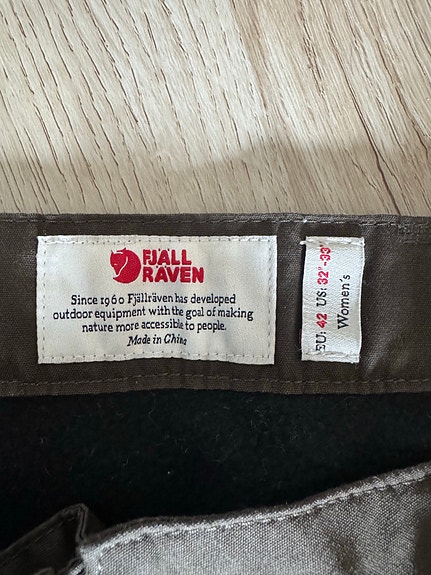 FJÄLL
RÄVEN
Since 1960 Fjällräven has developed
outdoor equipment with the goal of making
nature more accessible to people.
Made in China
EU: 42 US: 32"-33"
Women´s